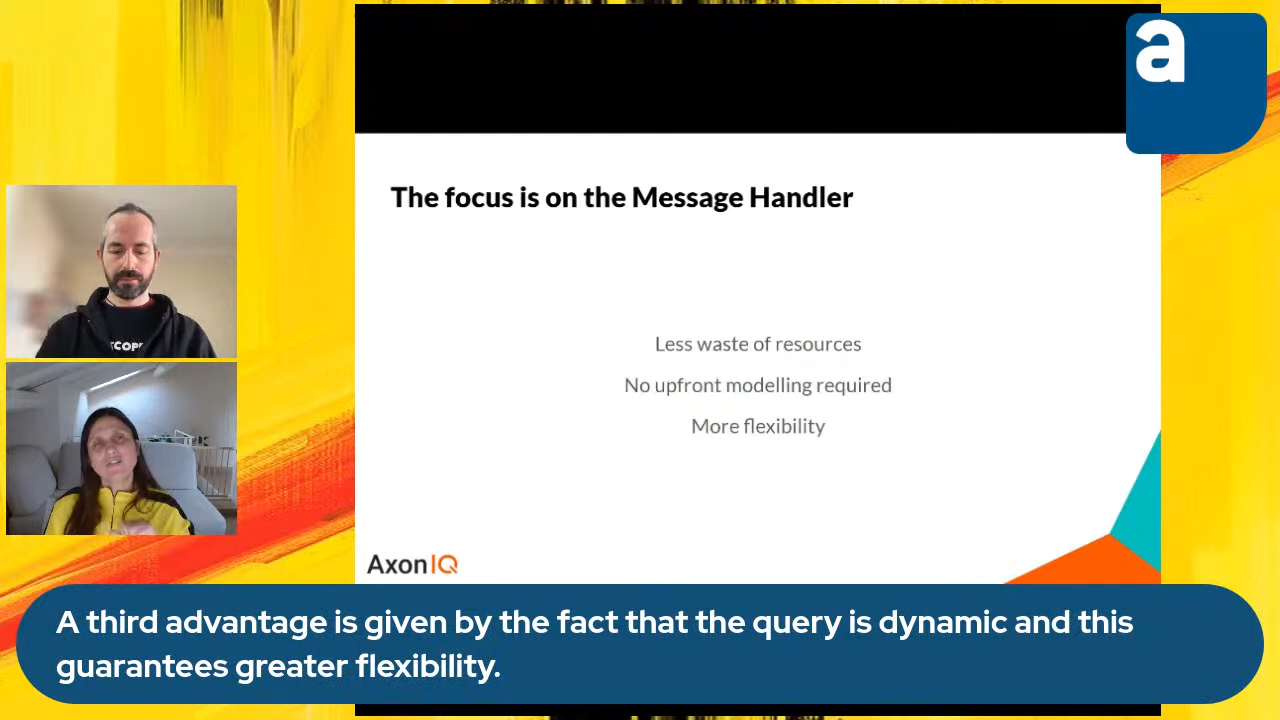 a
The focus is on the Message Handler
Less waste of resources
No upfront modelling required
More flexibility
AxonIQ
A third advantage is given by the fact that the query is dynamic and this
guarantees greater flexibility.